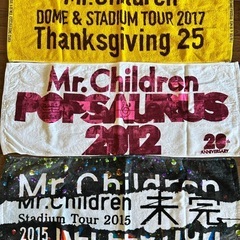 Mr.Children
DOME & STADIUM TOUR 2017
Thanksgiving 25
Mr.Children
POPSAURUS
2012
20th
ANNIVERSARY
Mr.Children
Stadium Tour 2015
未完
2015